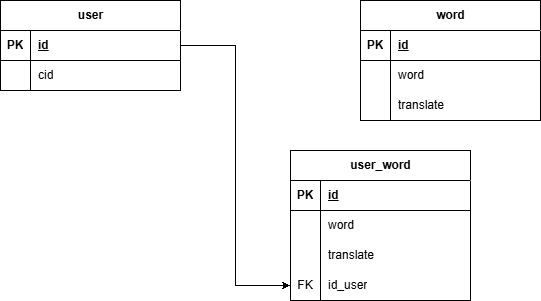 user
PK id
cid
word
PK id
word
translate
user_word
PK id
word
translate
FK id_user